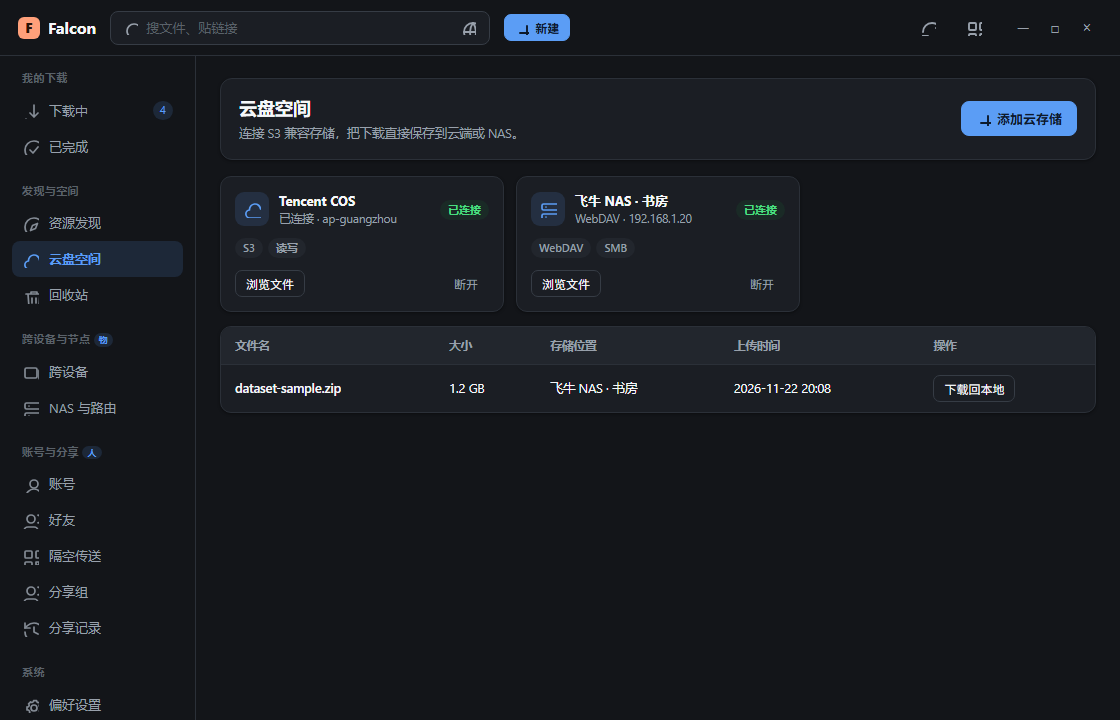 F Falcon
搜文件、贴链接
新建
我的下载
下载中 4
已完成
发现与空间
资源发现
云盘空间
回收站
跨设备与节点 物
跨设备
NAS 与路由
账号与分享 人
账号
好友
隔空传送
分享组
分享记录
系统
偏好设置
云盘空间
连接 S3 兼容存储，把下载直接保存到云端或 NAS。
添加云存储
Tencent COS
已连接 · ap-guangzhou
已连接
S3 读写
浏览文件 断开
飞牛 NAS · 书房
WebDAV · 192.168.1.20
已连接
WebDAV SMB
浏览文件 断开
文件名 大小 存储位置 上传时间 操作
dataset-sample.zip 1.2 GB 飞牛 NAS · 书房 2026-11-22 20:08 下载回本地